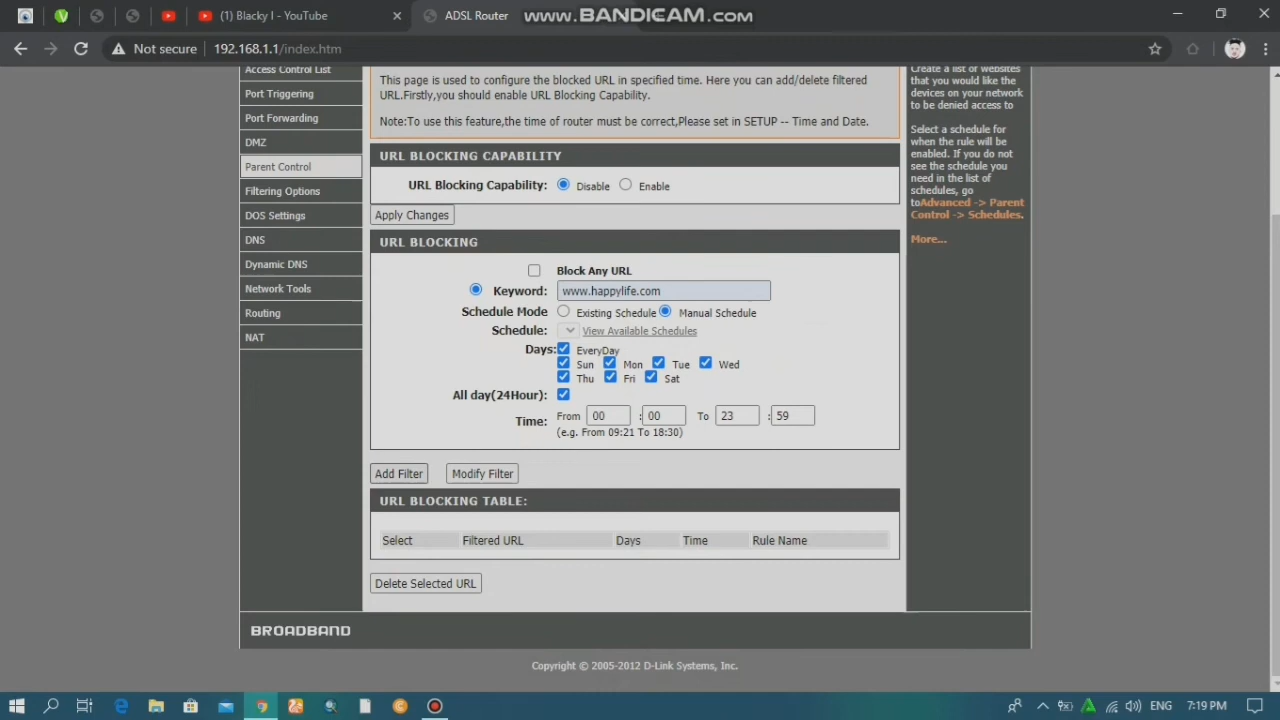 (1) Blacky I - YouTube
ADSL Router
www.BANDICAM.com
Not secure
192.168.1.1/index.htm
Access Control List
Port Triggering
Port Forwarding
DMZ
Parent Control
Filtering Options
DOS Settings
DNS
Dynamic DNS
Network Tools
Routing
NAT
This page is used to configure the blocked URL in specified time. Here you can add/delete filtered
URL.Firstly,you should enable URL Blocking Capability.
Note:To use this feature,the time of router must be correct,Please set in SETUP -- Time and Date.
URL BLOCKING CAPABILITY
URL Blocking Capability: Disable Enable
Apply Changes
URL BLOCKING
Block Any URL
Keyword: www.happylife.com
Schedule Mode Existing Schedule Manual Schedule
Schedule: View Available Schedules
Days: EveryDay
Sun Mon Tue Wed
Thu Fri Sat
All day(24Hour):
Time: From 00 : 00 To 23 : 59
(e.g. From 09:21 To 18:30)
Add Filter Modify Filter
URL BLOCKING TABLE:
Select Filtered URL Days Time Rule Name
Delete Selected URL
Create a list of websites
that you would like the
devices on your network
to be denied access to
Select a schedule for
when the rule will be
enabled. If you do not
see the schedule you
need in the list of
schedules, go
toAdvanced -> Parent
Control -> Schedules.
More...
BROADBAND
Copyright © 2005-2012 D-Link Systems, Inc.
ENG
7:19 PM